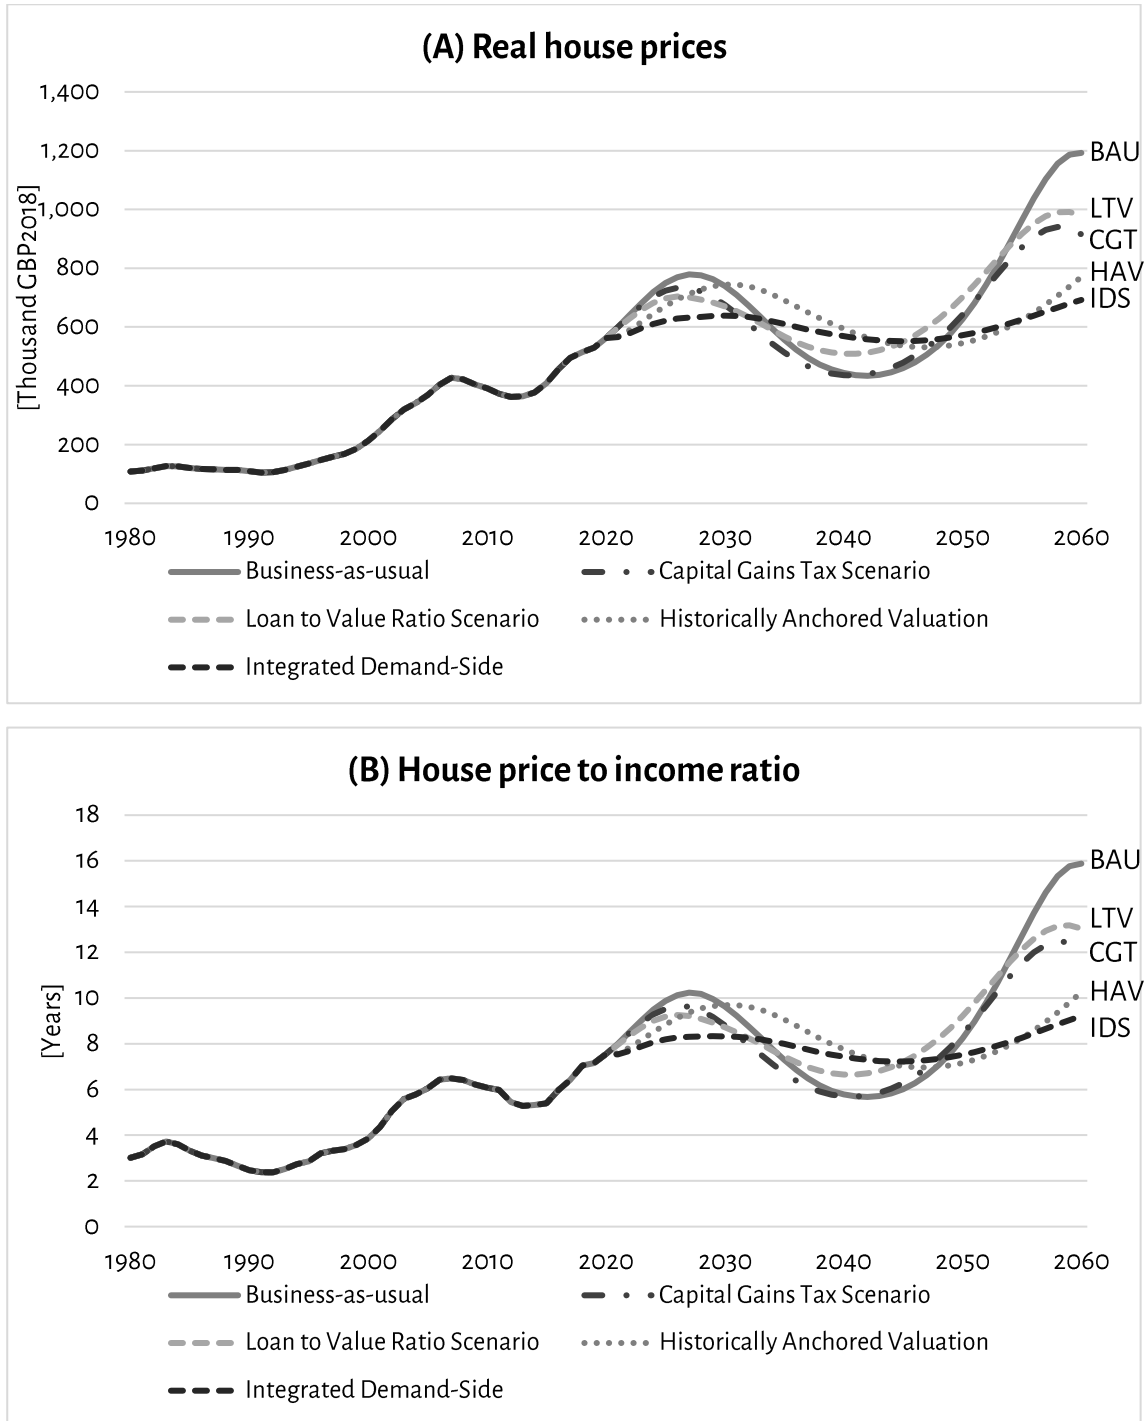 (A) Real house prices
1,400
1,200
1,000
800
600
400
200
0
[Thousand GBP2018]
BAU
LTV
CGT
HAV
IDS
1980 1990 2000 2010 2020 2030 2040 2050 2060
Business-as-usual
Capital Gains Tax Scenario
Loan to Value Ratio Scenario
Historically Anchored Valuation
Integrated Demand-Side
(B) House price to income ratio
18
16
14
12
10
8
6
4
2
0
[Years]
BAU
LTV
CGT
HAV
IDS
1980 1990 2000 2010 2020 2030 2040 2050 2060
Business-as-usual
Capital Gains Tax Scenario
Loan to Value Ratio Scenario
Historically Anchored Valuation
Integrated Demand-Side